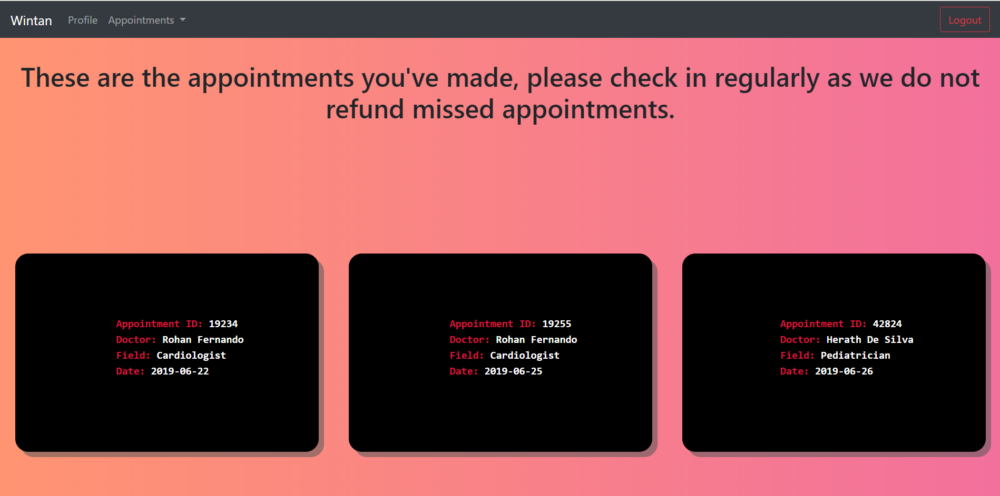 Wintan Profile Appointments Logout
These are the appointments you've made, please check in regularly as we do not
refund missed appointments.
Appointment ID: 19234
Doctor: Rohan Fernando
Field: Cardiologist
Date: 2019-06-22
Appointment ID: 19255
Doctor: Rohan Fernando
Field: Cardiologist
Date: 2019-06-25
Appointment ID: 42824
Doctor: Herath De Silva
Field: Pediatrician
Date: 2019-06-26